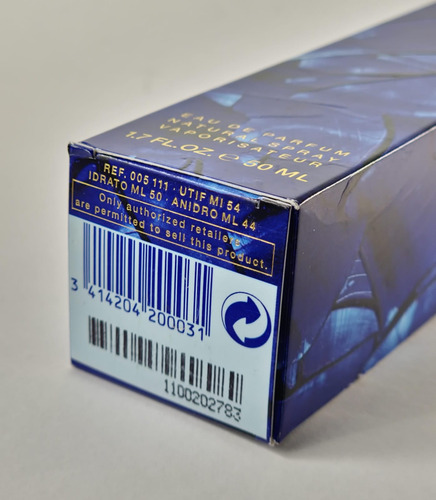 EAU DE PARFUM
NATURAL SPRAY
VAPORISATEUR
1.7 FL.OZ. ℮ 50 ML
REF. 005 111 · UTIF MI 54
IDRATO ML 50 · ANIDRO ML 44
Only authorized retailers
are permitted to sell this product.
3 414204 200031
1100202783